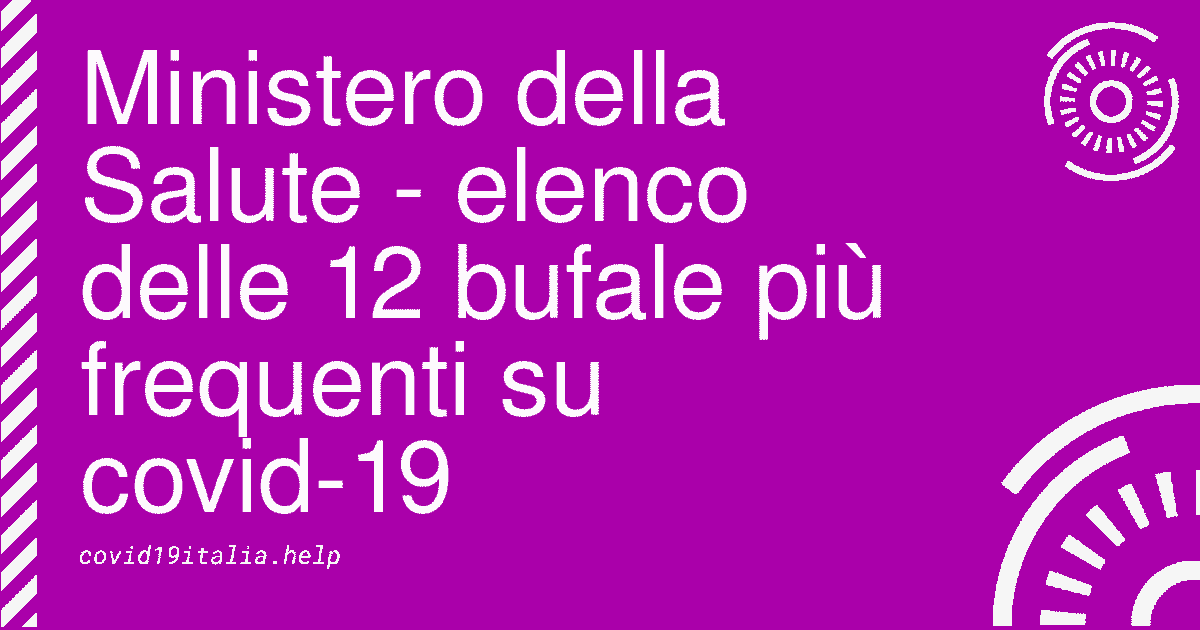 Ministero della
Salute - elenco
delle 12 bufale più
frequenti su
covid-19
covid19italia.help